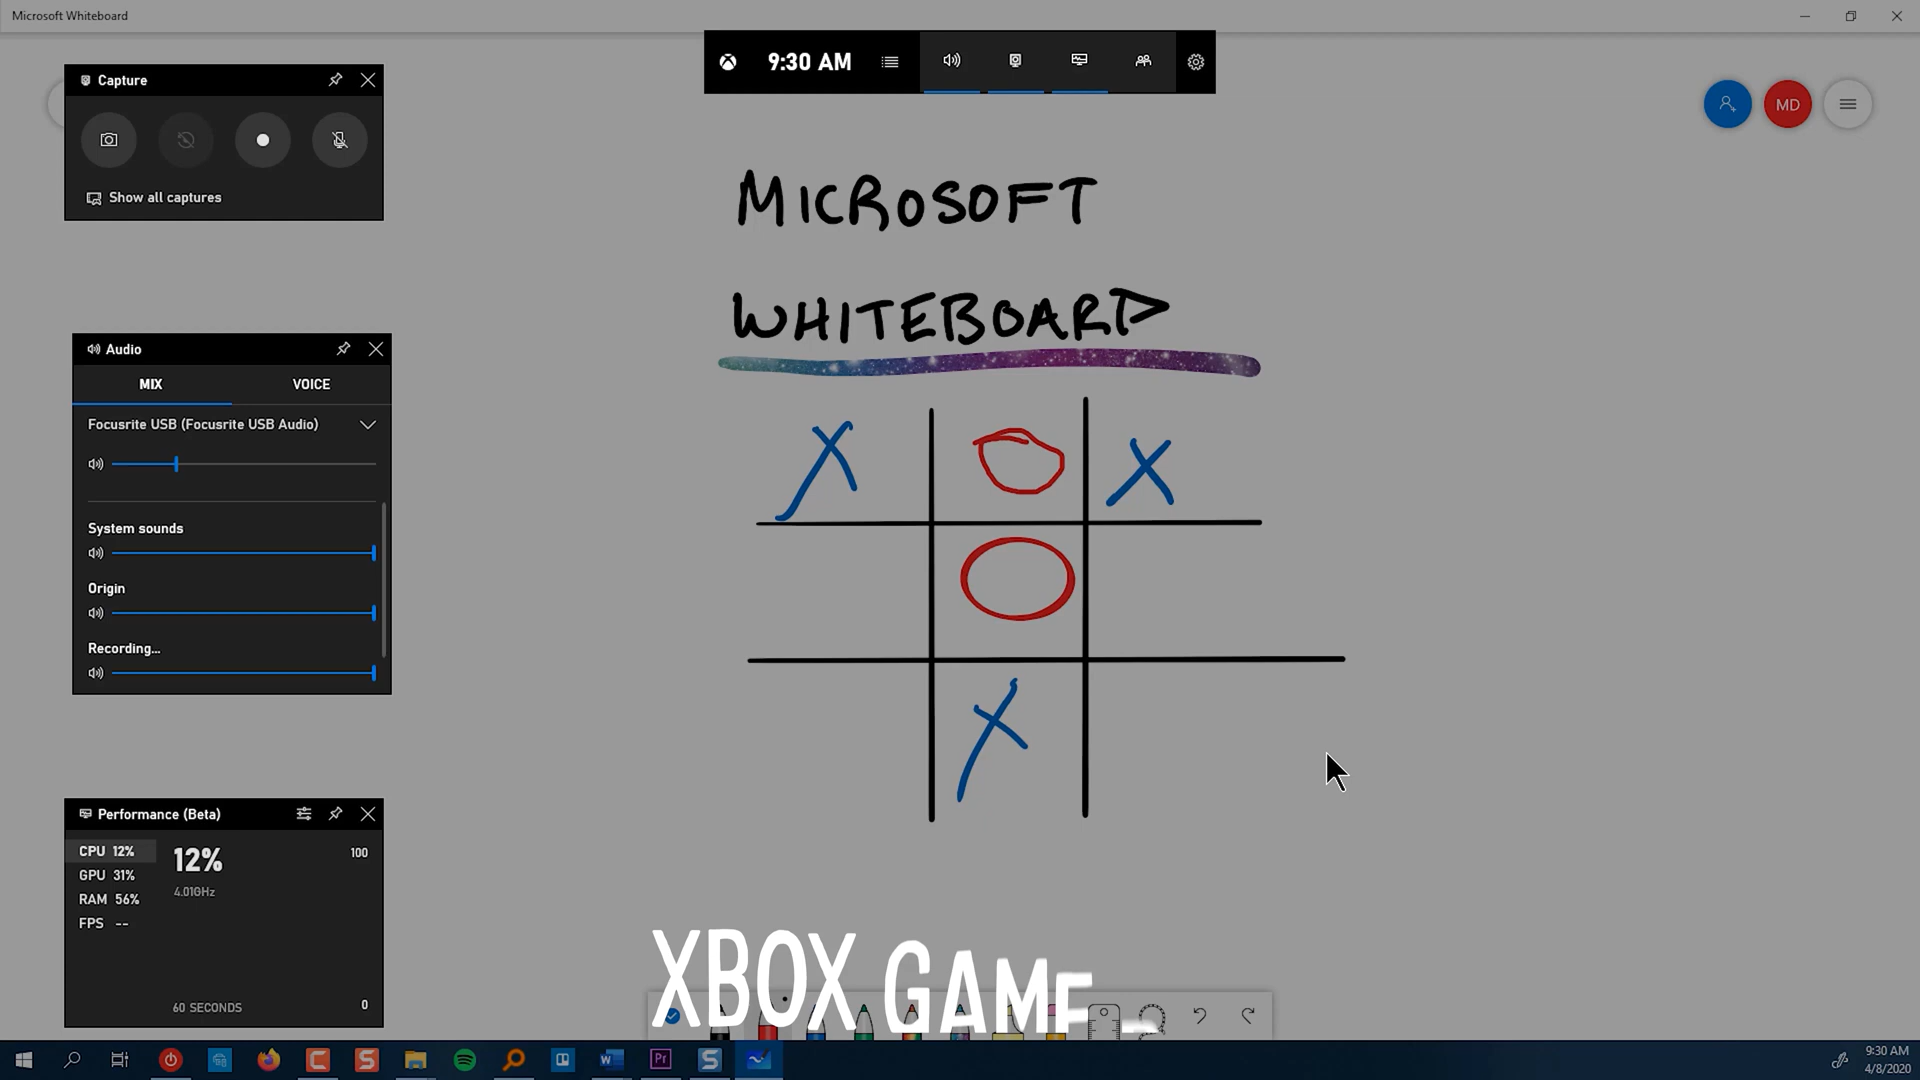 Microsoft Whiteboard
9:30 AM
Capture
Show all captures
MD
MICROSOFT
WHITEBOARD
Audio
MIX
VOICE
Focusrite USB (Focusrite USB Audio)
System sounds
Origin
Recording...
X O X
O
X
Performance (Beta)
CPU 12%
12%
100
GPU 31%
4.01GHz
RAM 56%
FPS --
60 SECONDS
0
XBOX GAME
9:30 AM
4/8/2020